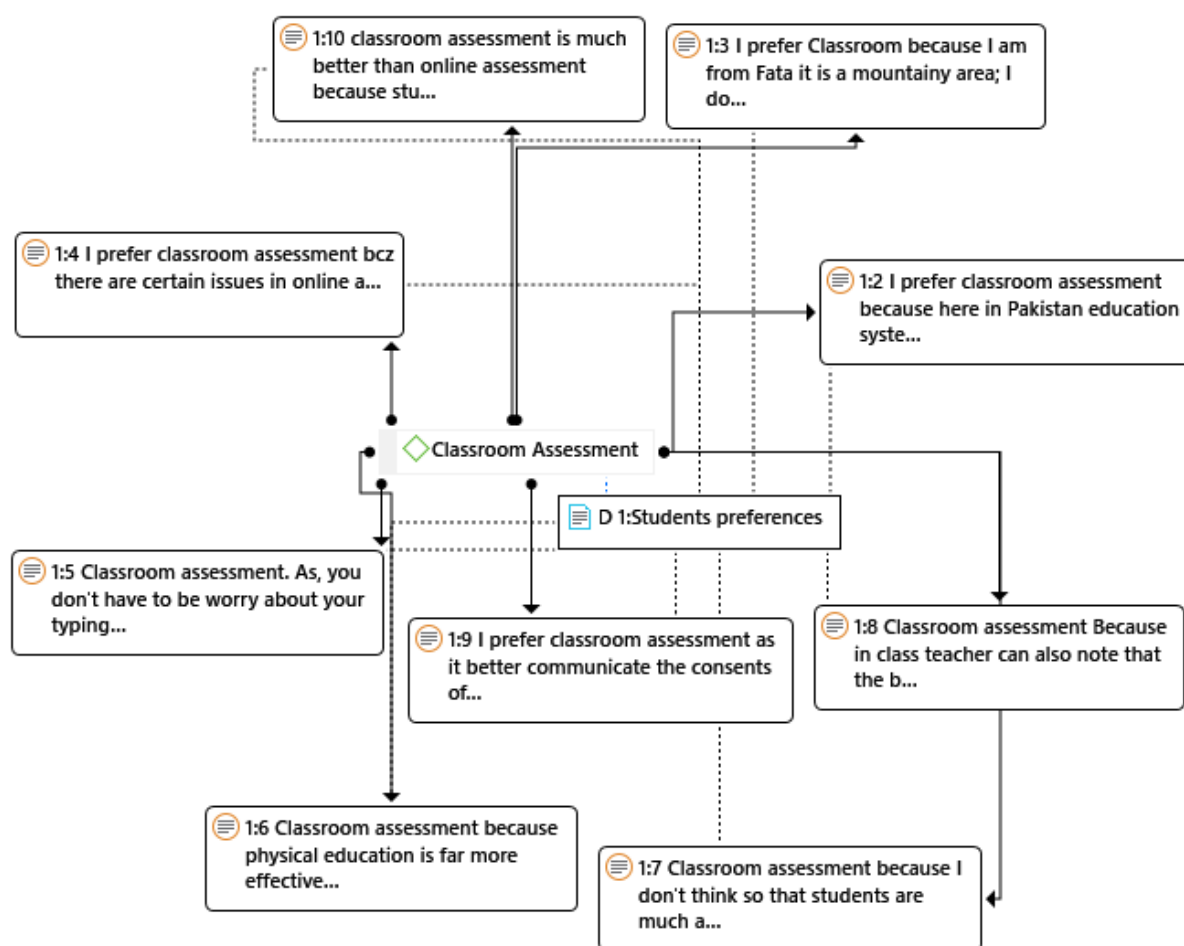 1:10 classroom assessment is much
better than online assessment
because stu...
1:3 I prefer Classroom because I am
from Fata it is a mountainy area; I
do...
1:4 I prefer classroom assessment bcz
there are certain issues in online a...
1:2 I prefer classroom assessment
because here in Pakistan education
syste...
Classroom Assessment
D 1:Students preferences
1:5 Classroom assessment. As, you
don't have to be worry about your
typing...
1:9 I prefer classroom assessment as
it better communicate the consents
of...
1:8 Classroom assessment Because
in class teacher can also note that
the b...
1:6 Classroom assessment because
physical education is far more
effective...
1:7 Classroom assessment because I
don't think so that students are
much a...